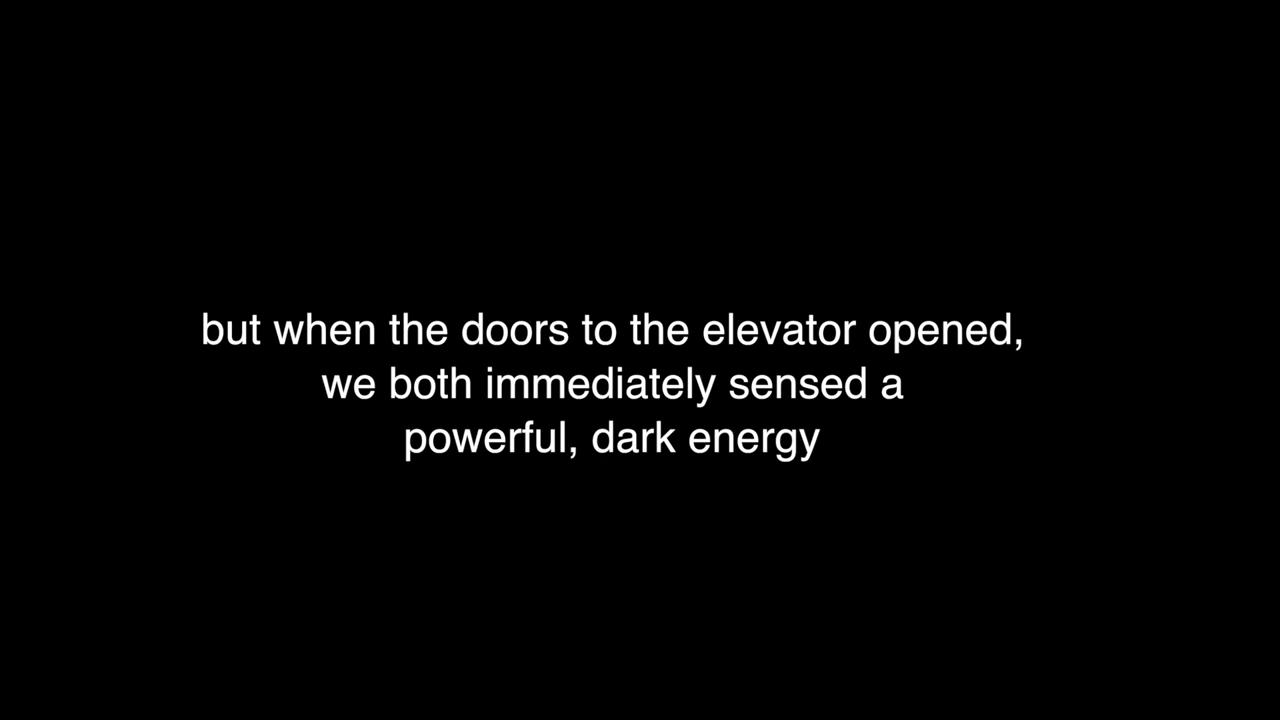 but when the doors to the elevator opened,
we both immediately sensed a
powerful, dark energy